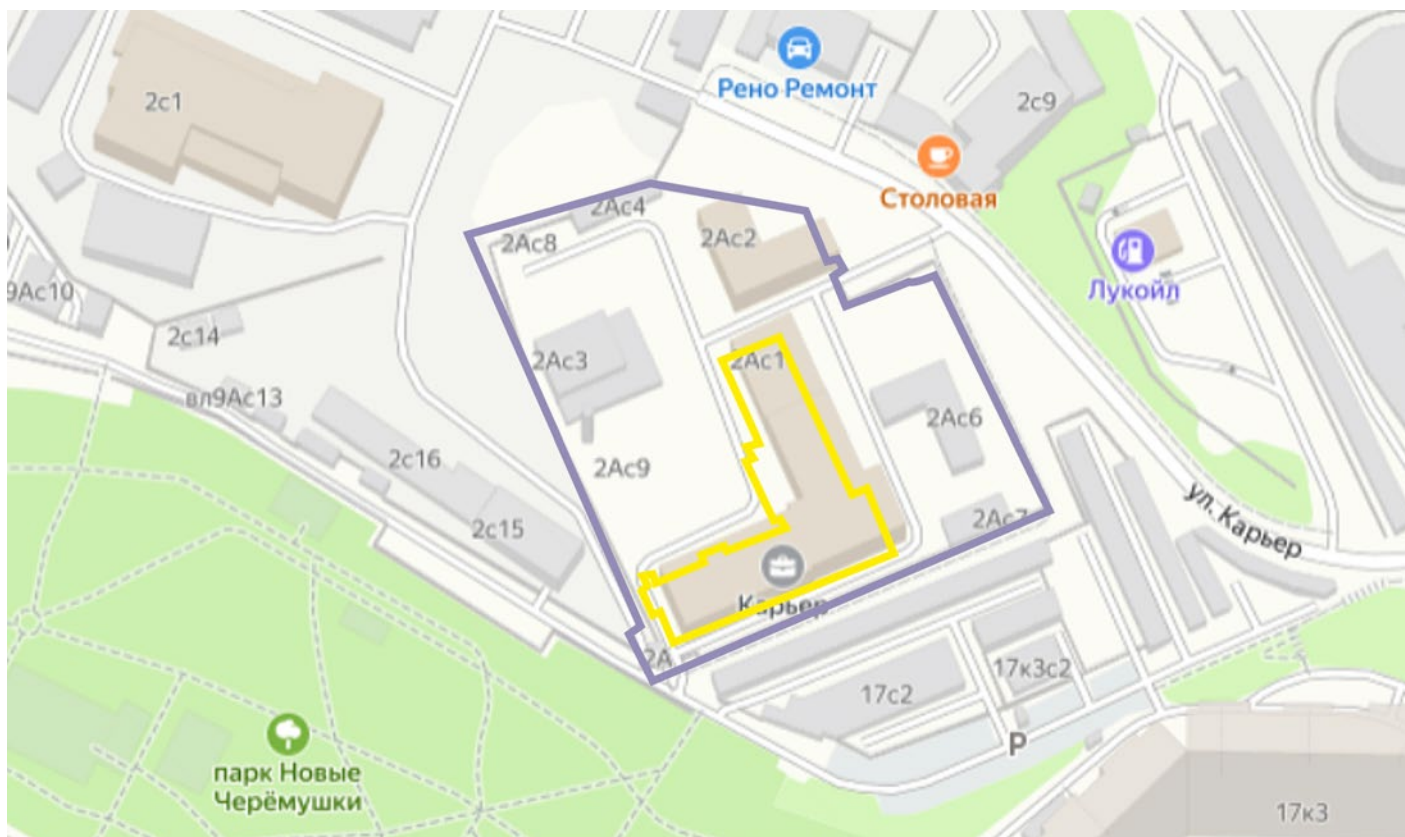 2с1
Рено Ремонт
2с9
Столовая
2Ас4
2Ас8
2Ас2
Лукойл
9Ас10
2с14
2Ас3
2Ас1
вл9Ас13
2Ас6
2с16
2Ас9
2с15
2Ас7
ул. Карьер
Карьер
2А
17к3с2
17с2
Р
парк Новые
Черёмушки
17к3